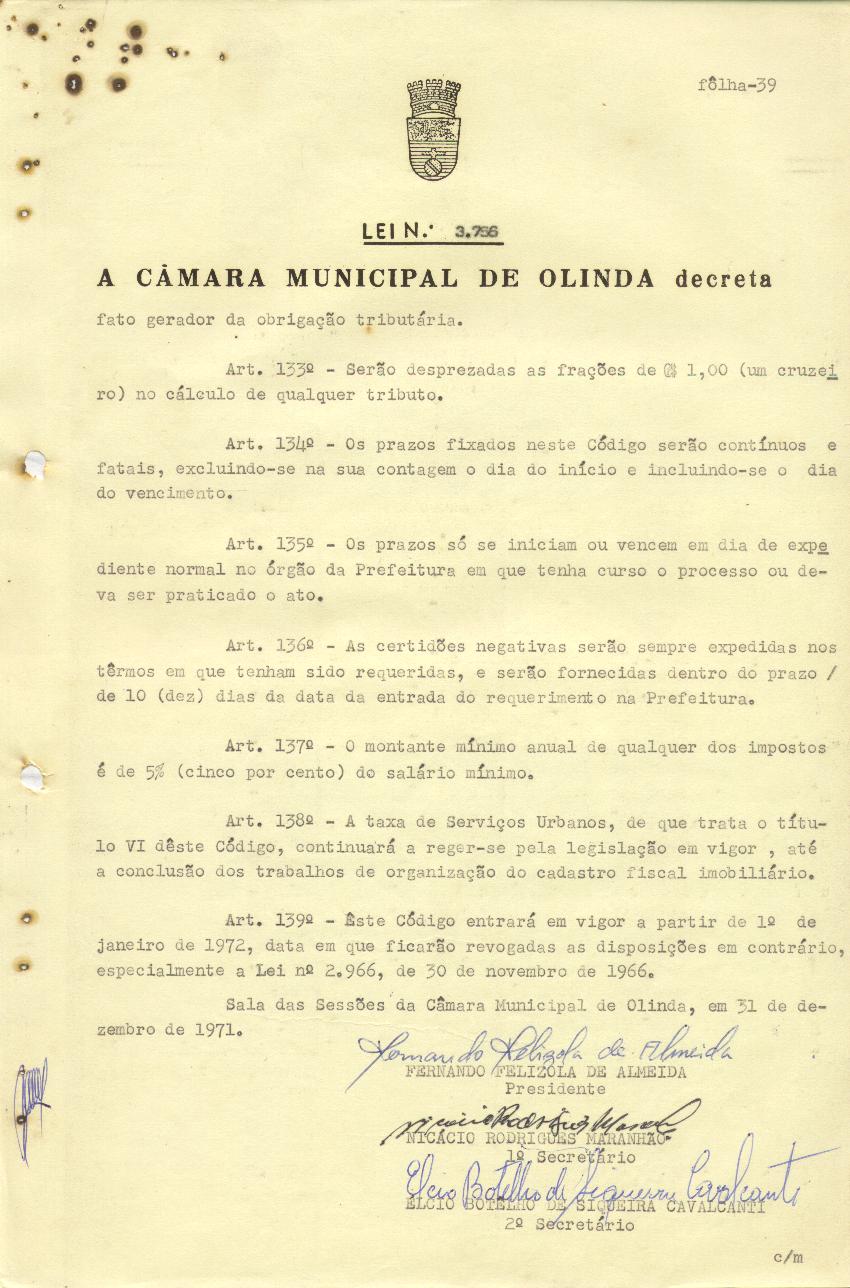 fôlha-39
LEI N.º 3.756
A CÂMARA MUNICIPAL DE OLINDA decreta
fato gerador da obrigação tributária.
Art. 133º - Serão desprezadas as frações de Cr$ 1,00 (um cruzei
ro) no cálculo de qualquer tributo.
Art. 134º - Os prazos fixados neste Código serão contínuos e
fatais, excluindo-se na sua contagem o dia do início e incluindo-se o dia
do vencimento.
Art. 135º - Os prazos só se iniciam ou vencem em dia de expe
diente normal no órgão da Prefeitura em que tenha curso o processo ou de-
va ser praticado o ato.
Art. 136º - As certidões negativas serão sempre expedidas nos
têrmos em que tenham sido requeridas, e serão fornecidas dentro do prazo /
de 10 (dez) dias da data da entrada do requerimento na Prefeitura.
Art. 137º - O montante mínimo anual de qualquer dos impostos
é de 5% (cinco por cento) do salário mínimo.
Art. 138º - A taxa de Serviços Urbanos, de que trata o títu-
lo VI dêste Código, continuará a reger-se pela legislação em vigor , até
a conclusão dos trabalhos de organização do cadastro fiscal imobiliário.
Art. 139º - Êste Código entrará em vigor a partir de 1º de
janeiro de 1972, data em que ficarão revogadas as disposições em contrário,
especialmente a Lei nº 2.966, de 30 de novembro de 1966.
Sala das Sessões da Câmara Municipal de Olinda, em 31 de de-
zembro de 1971.
Fernando Felizola de Almeida
FERNANDO FELIZOLA DE ALMEIDA
Presidente
Nicácio Rodrigues Maranhão
NICÁCIO RODRIGUES MARANHÃO
1º Secretário
Elcio Botelho de Siqueira Cavalcanti
ELCIO BOTELHO DE SIQUEIRA CAVALCANTI
2º Secretário
c/m